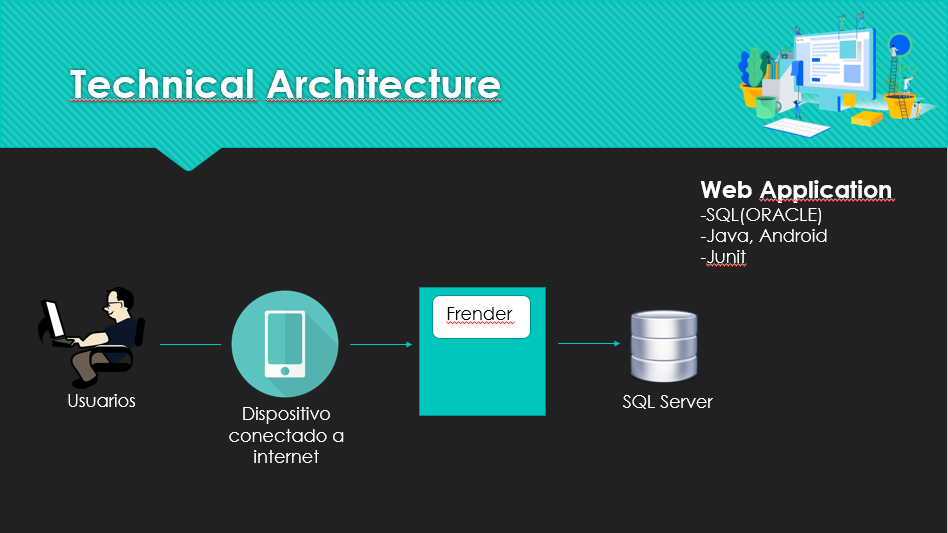 Technical Architecture
Web Application
-SQL(ORACLE)
-Java, Android
-Junit
Frender
Usuarios
Dispositivo
conectado a
internet
SQL Server